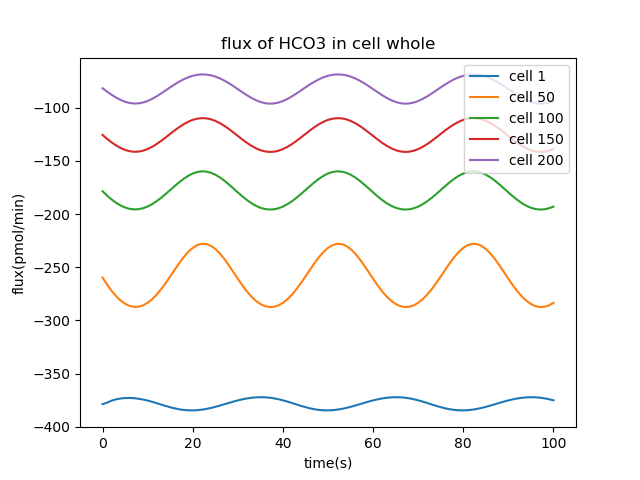 flux of HCO3 in cell whole
cell 1
cell 50
cell 100
cell 150
cell 200
flux(pmol/min)
−100
−150
−200
−250
−300
−350
−400
0 20 40 60 80 100
time(s)